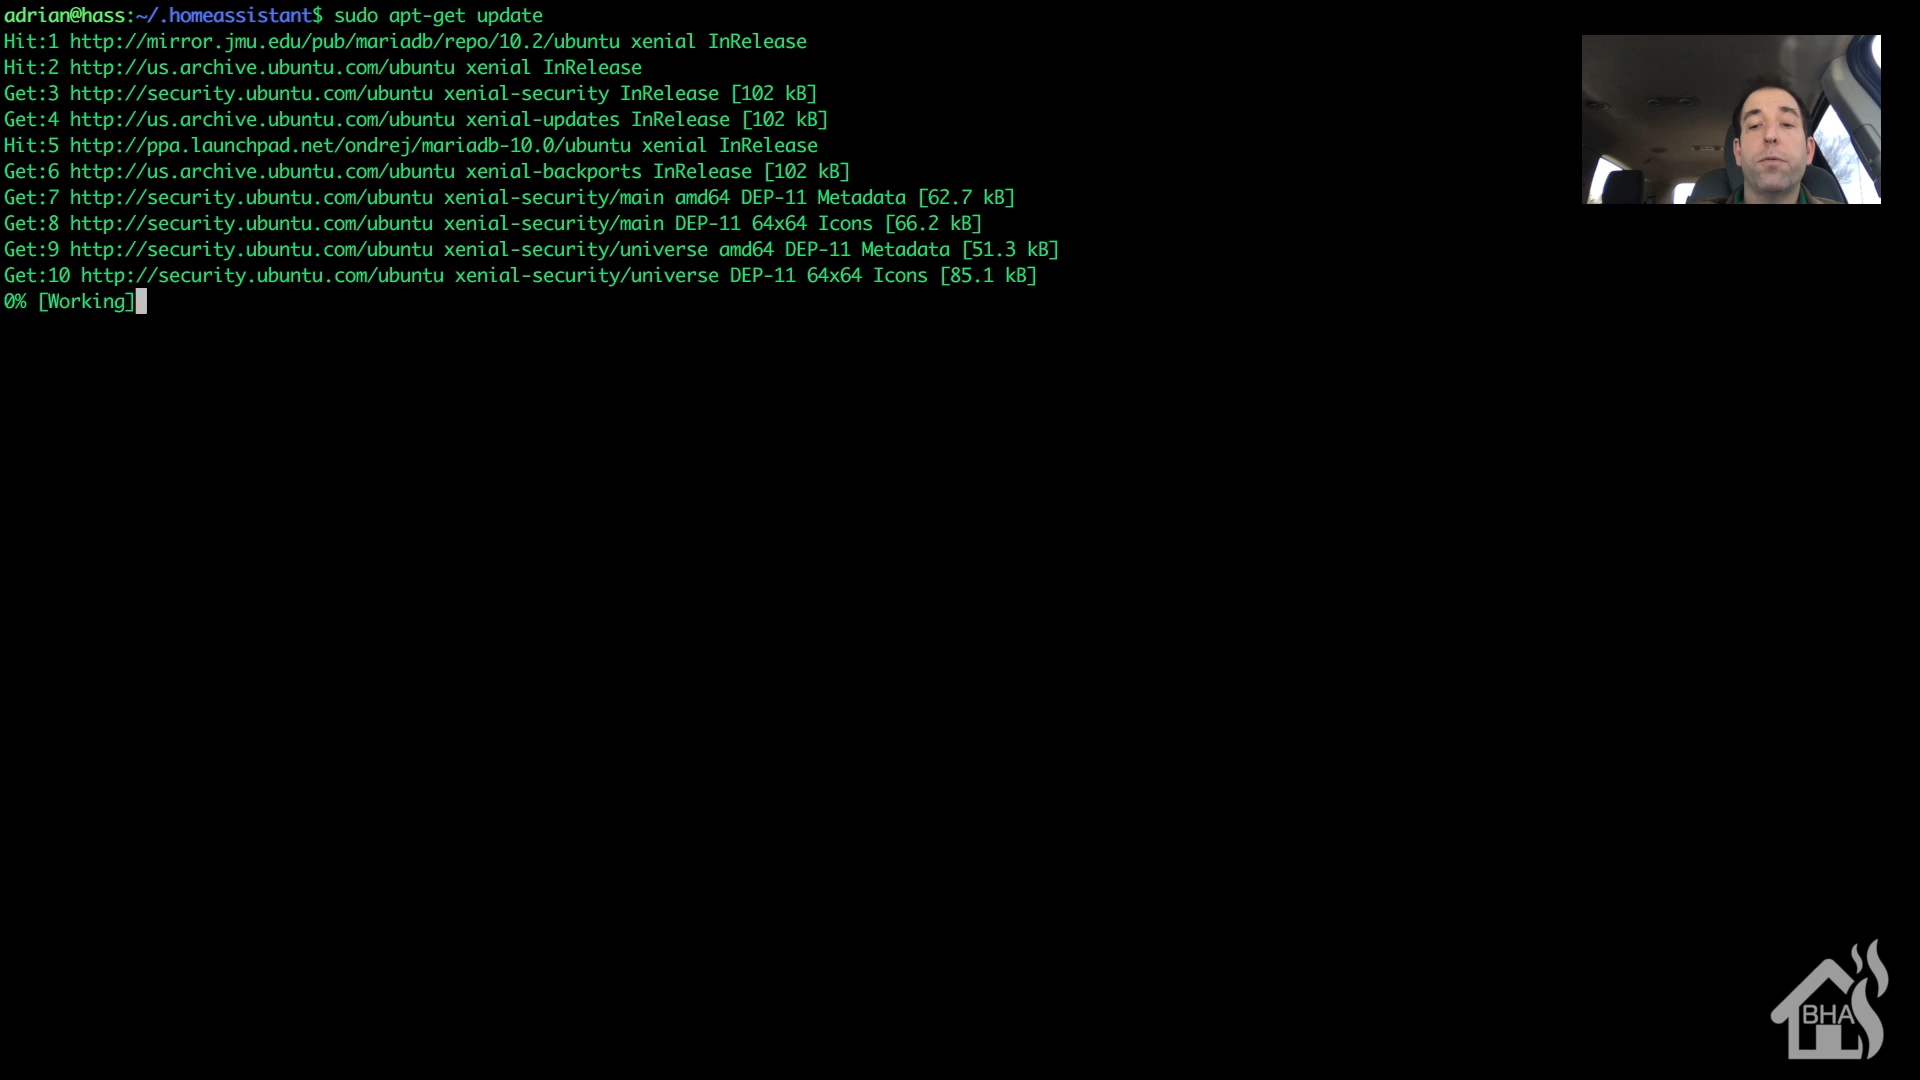 adrian@hass:~/.homeassistant$ sudo apt-get update
Hit:1 http://mirror.jmu.edu/pub/mariadb/repo/10.2/ubuntu xenial InRelease
Hit:2 http://us.archive.ubuntu.com/ubuntu xenial InRelease
Get:3 http://security.ubuntu.com/ubuntu xenial-security InRelease [102 kB]
Get:4 http://us.archive.ubuntu.com/ubuntu xenial-updates InRelease [102 kB]
Hit:5 http://ppa.launchpad.net/ondrej/mariadb-10.0/ubuntu xenial InRelease
Get:6 http://us.archive.ubuntu.com/ubuntu xenial-backports InRelease [102 kB]
Get:7 http://security.ubuntu.com/ubuntu xenial-security/main amd64 DEP-11 Metadata [62.7 kB]
Get:8 http://security.ubuntu.com/ubuntu xenial-security/main DEP-11 64x64 Icons [66.2 kB]
Get:9 http://security.ubuntu.com/ubuntu xenial-security/universe amd64 DEP-11 Metadata [51.3 kB]
Get:10 http://security.ubuntu.com/ubuntu xenial-security/universe DEP-11 64x64 Icons [85.1 kB]
0% [Working]
BHA